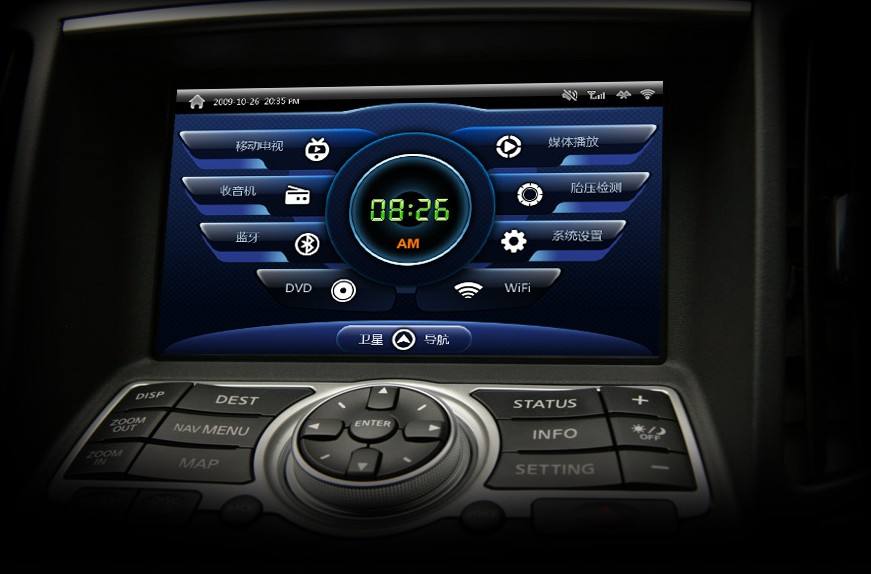 2009-10-26 20:35 PM
移动电视
媒体播放
收音机
胎压检测
08:26
AM
蓝牙
系统设置
DVD
WiFi
卫星
导航
DISP
DEST
STATUS
+
ZOOM OUT
NAV MENU
ENTER
INFO
OFF
ZOOM IN
MAP
SETTING
-